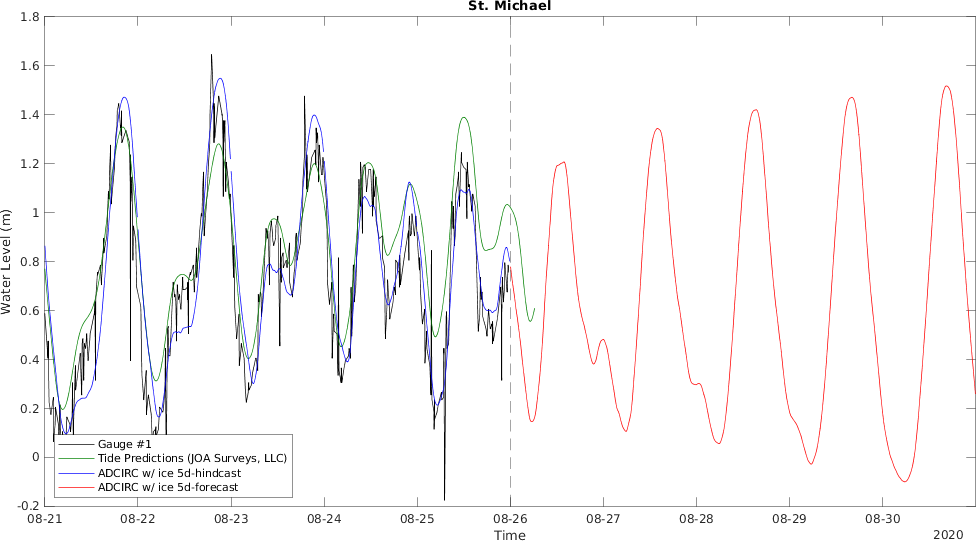 St. Michael
1.8
1.6
1.4
1.2
1
0.8
0.6
0.4
0.2
0
-0.2
Water Level (m)
Gauge #1
Tide Predictions (JOA Surveys, LLC)
ADCIRC w/ ice 5d-hindcast
ADCIRC w/ ice 5d-forecast
08-21 08-22 08-23 08-24 08-25 08-26 08-27 08-28 08-29 08-30
Time
2020